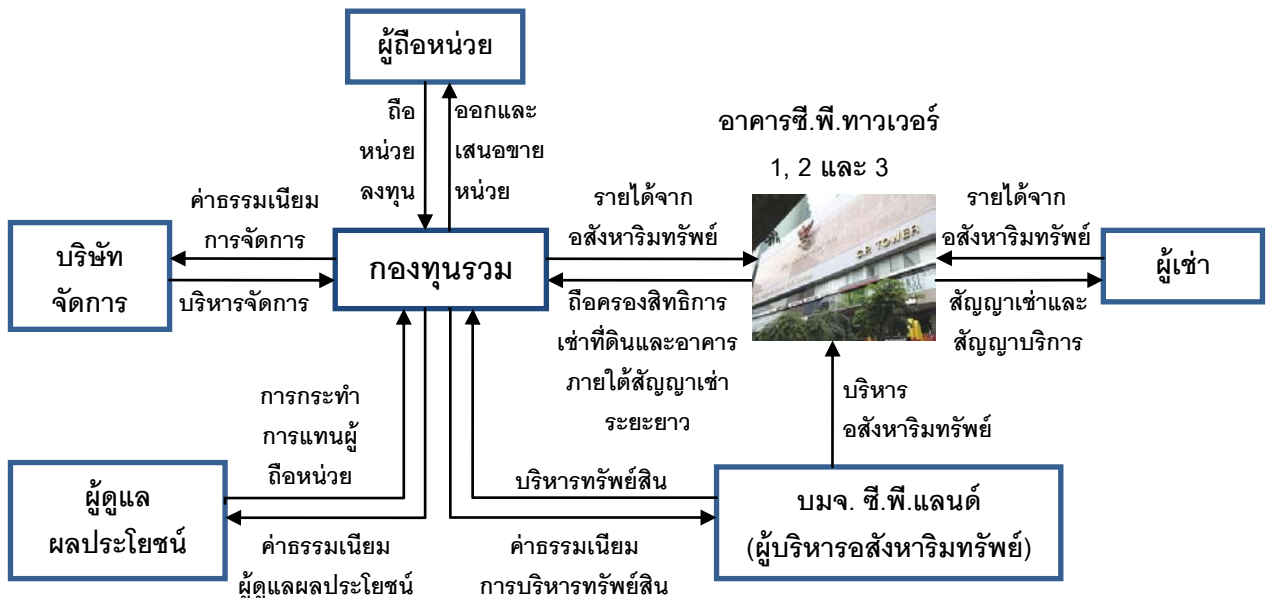 ผู้ถือหน่วย
ถือ
หน่วย
ลงทุน
ออกและ
เสนอขาย
หน่วย
อาคารซี.พี.ทาวเวอร์
1, 2 และ 3
C.P. TOWER
ค่าธรรมเนียม
การจัดการ
บริษัท
จัดการ
บริหารจัดการ
กองทุนรวม
รายได้จาก
อสังหาริมทรัพย์
ถือครองสิทธิการ
เช่าที่ดินและอาคาร
ภายใต้สัญญาเช่า
ระยะยาว
รายได้จาก
อสังหาริมทรัพย์
ผู้เช่า
สัญญาเช่าและ
สัญญาบริการ
การกระทำ
การแทนผู้
ถือหน่วย
บริหาร
อสังหาริมทรัพย์
ผู้ดูแล
ผลประโยชน์
บริหารทรัพย์สิน
บมจ. ซี.พี.แลนด์
(ผู้บริหารอสังหาริมทรัพย์)
ค่าธรรมเนียม
ผู้ดูแลผลประโยชน์
ค่าธรรมเนียม
การบริหารทรัพย์สิน